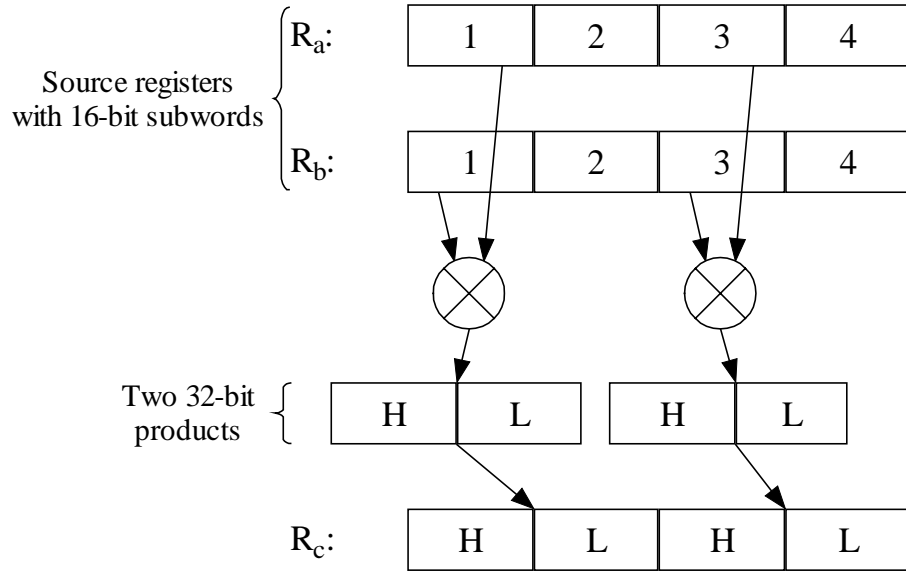 Rₐ: 1 2 3 4
Source registers
with 16-bit subwords
R_b: 1 2 3 4
Two 32-bit
products
H L H L
R_c: H L H L